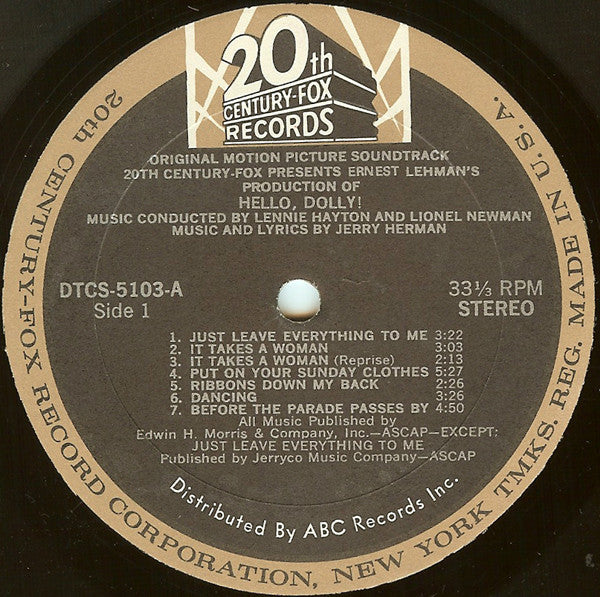 20th
CENTURY-FOX
RECORDS
ORIGINAL MOTION PICTURE SOUNDTRACK
20TH CENTURY-FOX PRESENTS ERNEST LEHMAN'S
PRODUCTION OF
HELLO, DOLLY!
MUSIC CONDUCTED BY LENNIE HAYTON AND LIONEL NEWMAN
MUSIC AND LYRICS BY JERRY HERMAN
DTCS-5103-A
Side 1
33⅓ RPM
STEREO
1. JUST LEAVE EVERYTHING TO ME 3:22
2. IT TAKES A WOMAN 3:03
3. IT TAKES A WOMAN (Reprise) 2:13
4. PUT ON YOUR SUNDAY CLOTHES 5:27
5. RIBBONS DOWN MY BACK 2:26
6. DANCING 3:26
7. BEFORE THE PARADE PASSES BY 4:50
All Music Published by
Edwin H. Morris & Company, Inc.—ASCAP—EXCEPT:
JUST LEAVE EVERYTHING TO ME
Published by Jerryco Music Company—ASCAP
Distributed By ABC Records Inc.
20th CENTURY-FOX RECORD CORPORATION, NEW YORK TMKS. REG. MADE IN U.S.A.